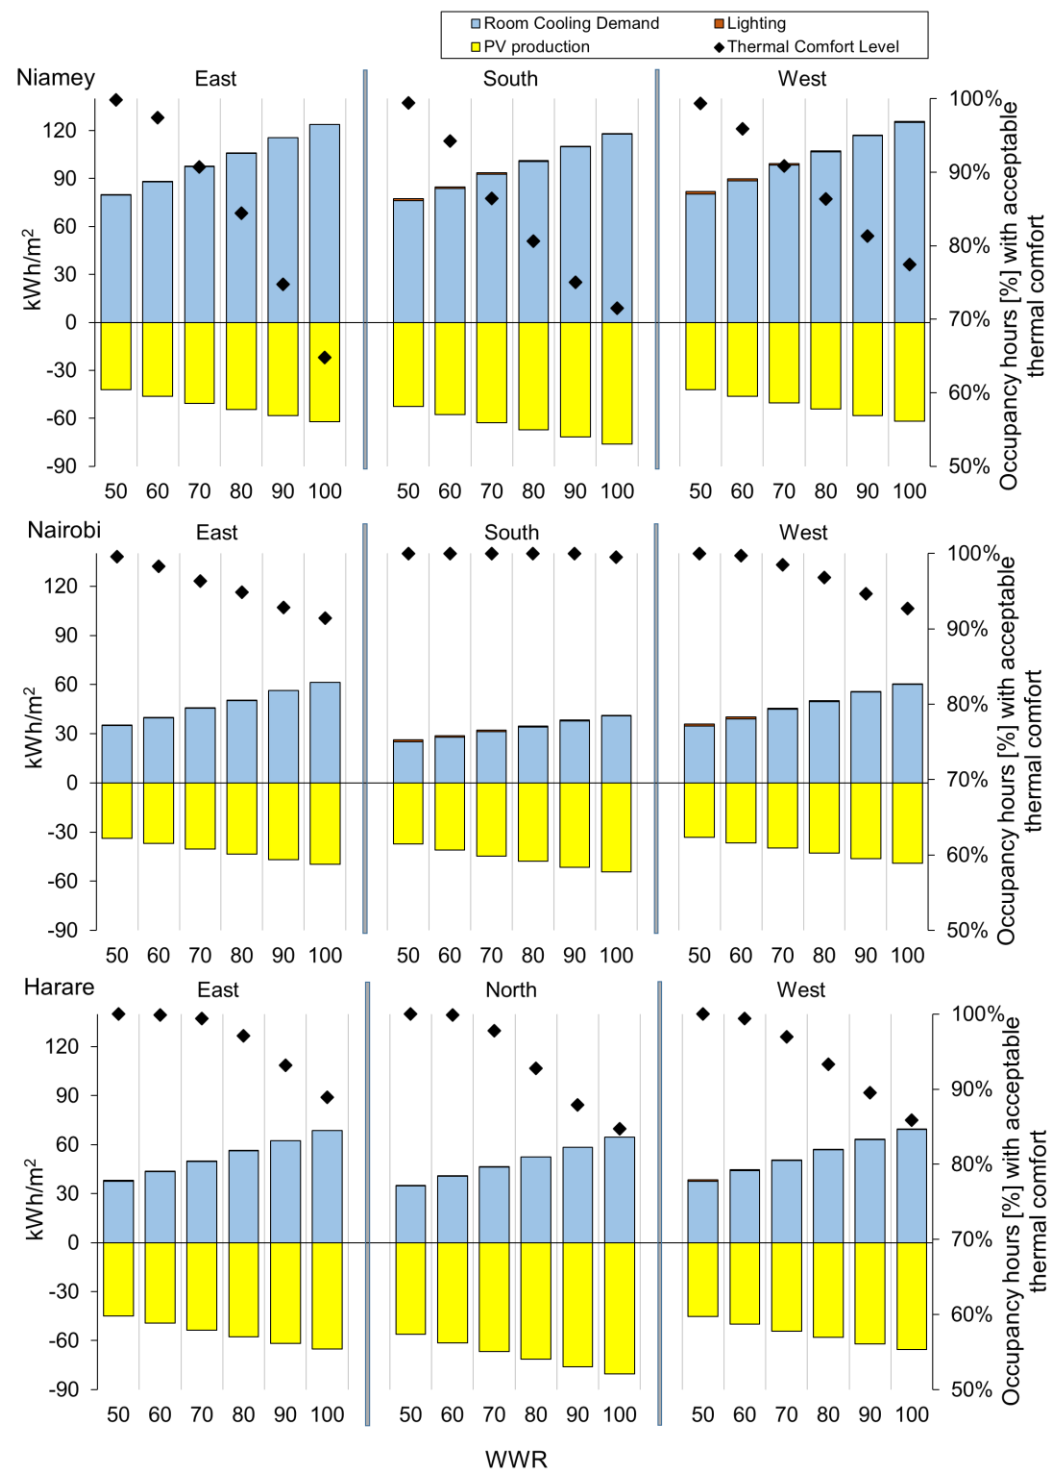 Room Cooling Demand Lighting
PV production Thermal Comfort Level
Niamey East South West
120
90
60
30
0
-30
-60
-90
kWh/m²
100%
90%
80%
70%
60%
50%
Occupancy hours [%] with acceptable
thermal comfort
50 60 70 80 90 100 50 60 70 80 90 100 50 60 70 80 90 100
Nairobi East South West
120
90
60
30
0
-30
-60
-90
kWh/m²
100%
90%
80%
70%
60%
50%
Occupancy hours [%] with acceptable
thermal comfort
50 60 70 80 90 100 50 60 70 80 90 100 50 60 70 80 90 100
Harare East North West
120
90
60
30
0
-30
-60
-90
kWh/m²
100%
90%
80%
70%
60%
50%
Occupancy hours [%] with acceptable
thermal comfort
50 60 70 80 90 100 50 60 70 80 90 100 50 60 70 80 90 100
WWR